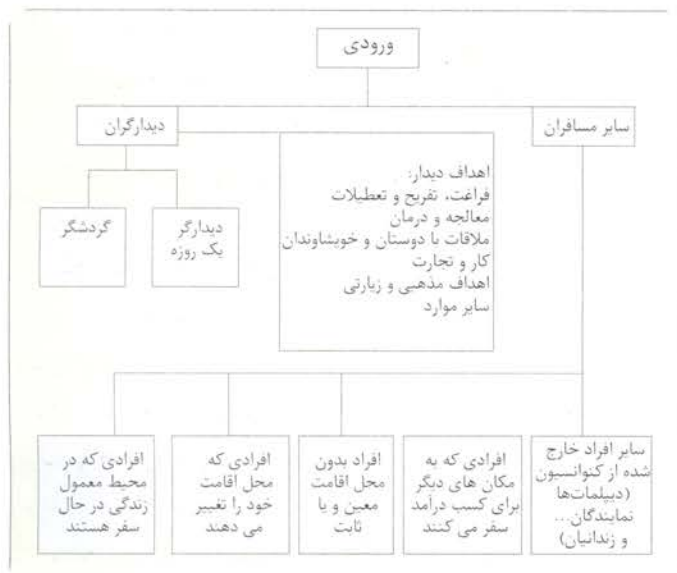 ورودی
سایر مسافران
دیدارگران
اهداف دیدار:
فراغت، تفریح و تعطیلات
معالجه و درمان
ملاقات با دوستان و خویشاوندان
کار و تجارت
اهداف مذهبی و زیارتی
سایر موارد
دیدارگر
یک روزه
گردشگر
سایر افراد خارج
شده از کنوانسیون
(دیپلمات‌ها
نمایندگان...
و زندانیان)
افرادی که به
مکان های دیگر
برای کسب درآمد
سفر می کنند
افراد بدون
محل اقامت
معین و یا
ثابت
افرادی که
محل اقامت
خود را تغییر
می دهند
افرادی که در
محیط معمول
زندگی در حال
سفر هستند